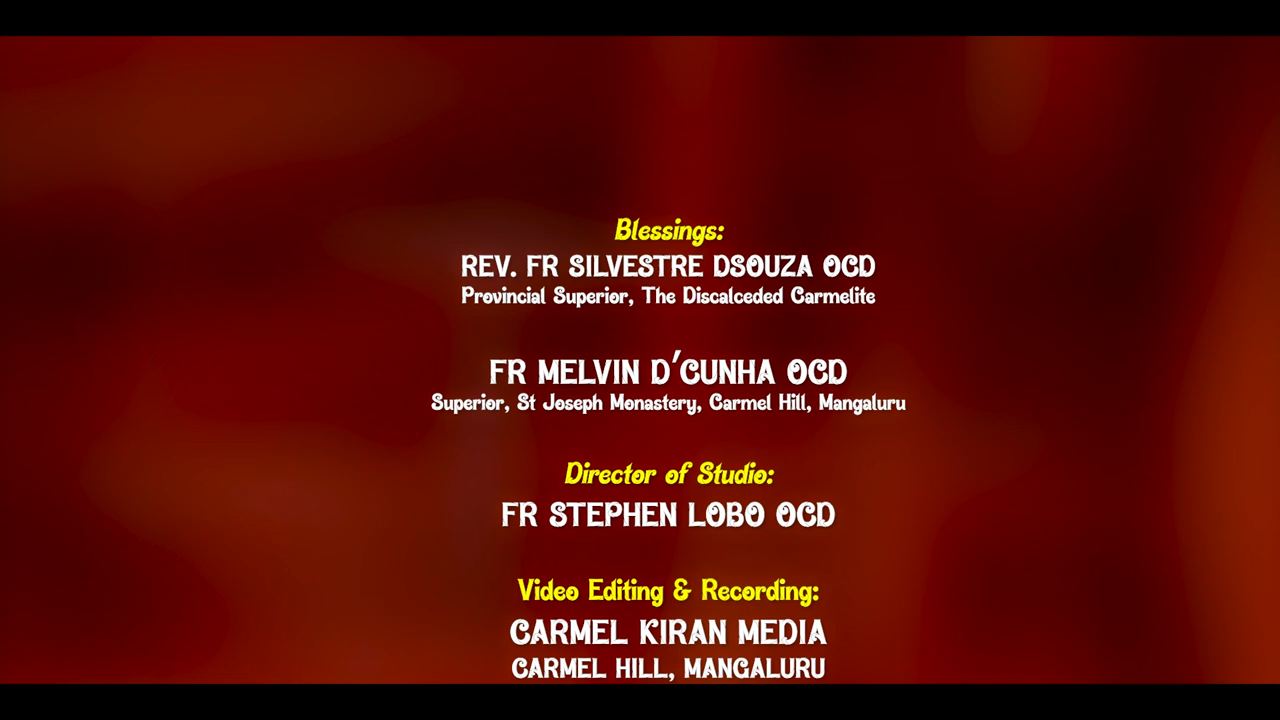 Blessings:
REV. FR SILVESTRE DSOUZA OCD
Provincial Superior, The Discalceded Carmelite
FR MELVIN D'CUNHA OCD
Superior, St Joseph Monastery, Carmel Hill, Mangaluru
Director of Studio:
FR STEPHEN LOBO OCD
Video Editing & Recording:
CARMEL KIRAN MEDIA
CARMEL HILL, MANGALURU